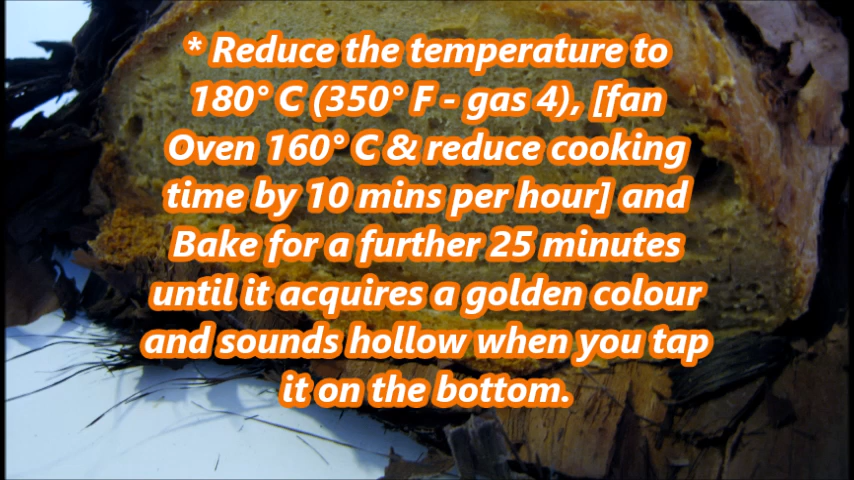 * Reduce the temperature to
180° C (350° F - gas 4), [fan
Oven 160° C & reduce cooking
time by 10 mins per hour] and
Bake for a further 25 minutes
until it acquires a golden colour
and sounds hollow when you tap
it on the bottom.